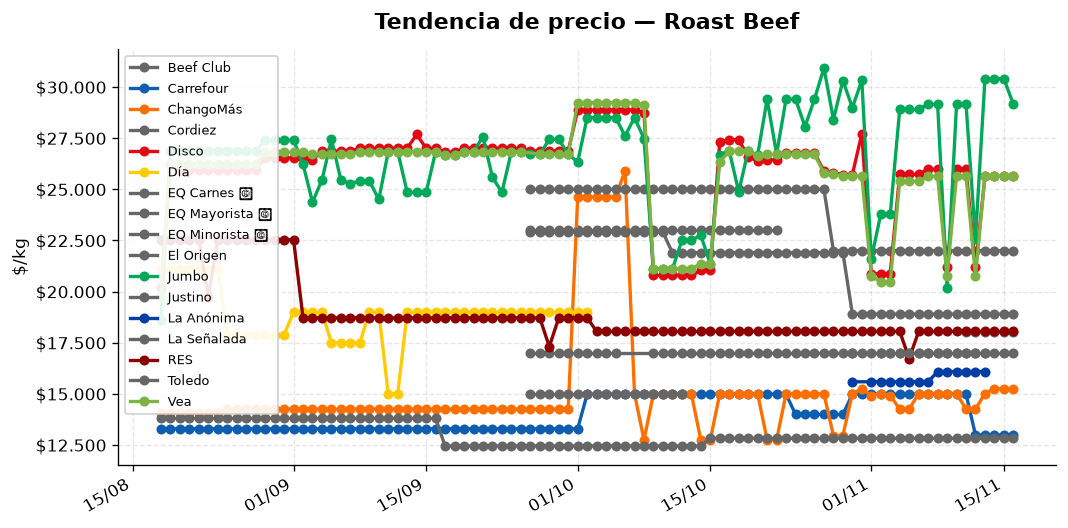 Tendencia de precio — Roast Beef
$/kg
$30.000
$27.500
$25.000
$22.500
$20.000
$17.500
$15.000
$12.500
Beef Club
Carrefour
ChangoMás
Cordiez
Disco
Día
EQ Carnes
EQ Mayorista
EQ Minorista
El Origen
Jumbo
Justino
La Anónima
La Señalada
RES
Toledo
Vea
15/08
01/09
15/09
01/10
15/10
01/11
15/11